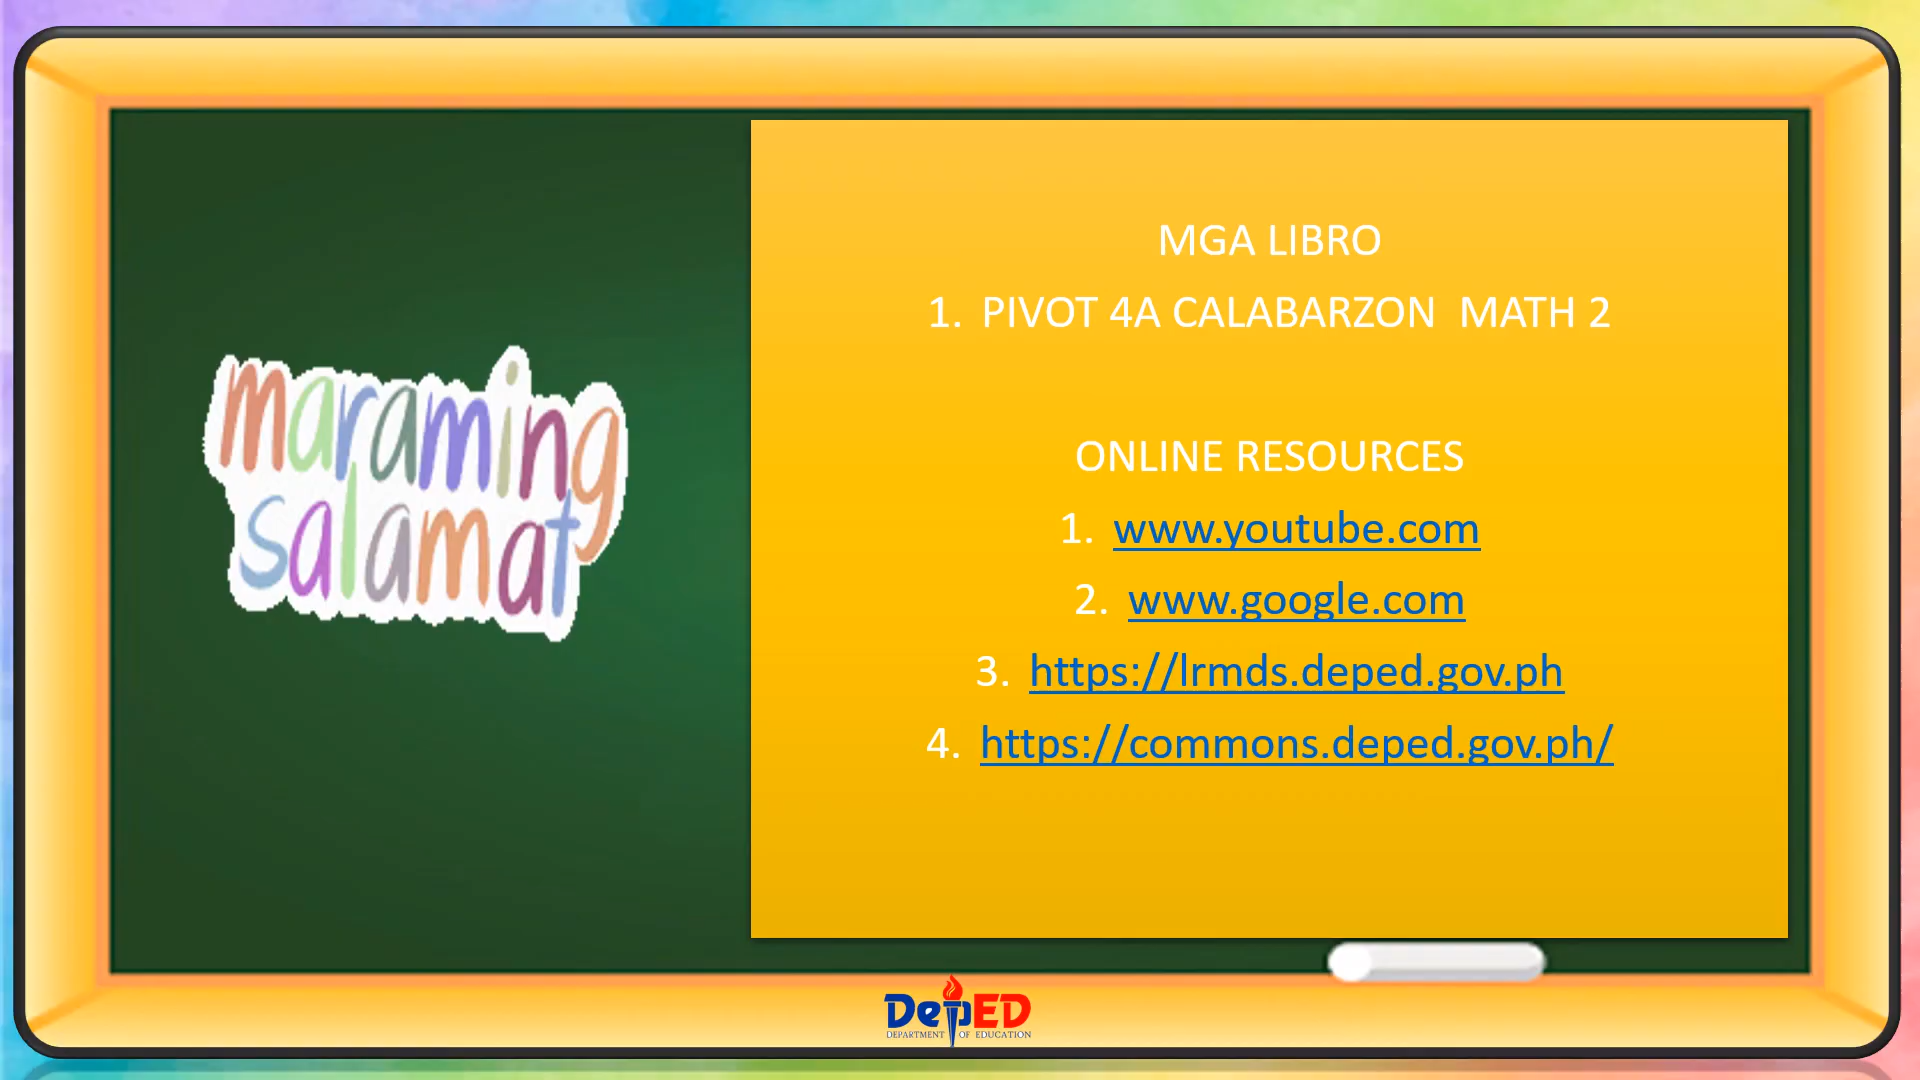 maraming
salamat
MGA LIBRO
1. PIVOT 4A CALABARZON  MATH 2
ONLINE RESOURCES
1. www.youtube.com
2. www.google.com
3. https://lrmds.deped.gov.ph
4. https://commons.deped.gov.ph/
DepED
DEPARTMENT OF EDUCATION